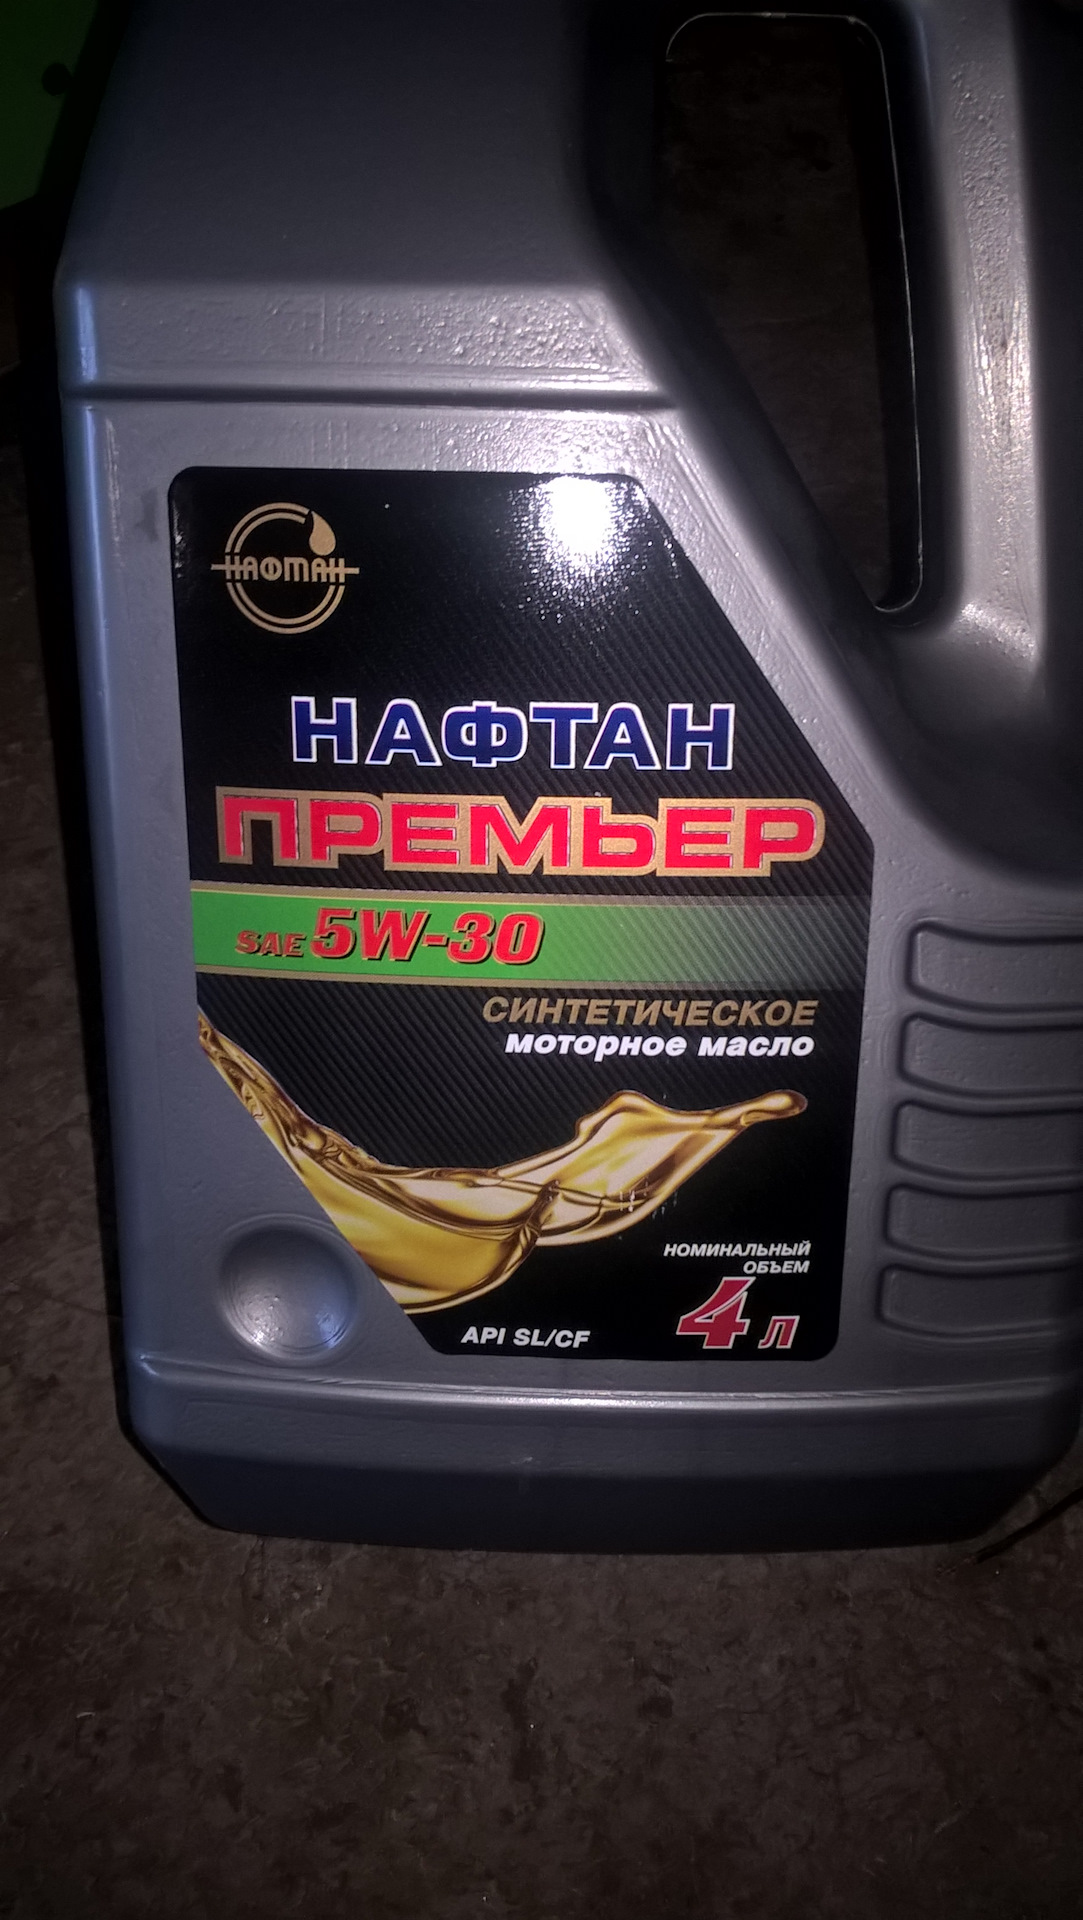 НАФТАН
НАФТАН
ПРЕМЬЕР
SAE 5W-30
СИНТЕТИЧЕСКОЕ
моторное масло
НОМИНАЛЬНЫЙ
ОБЪЕМ
4 л
API SL/CF